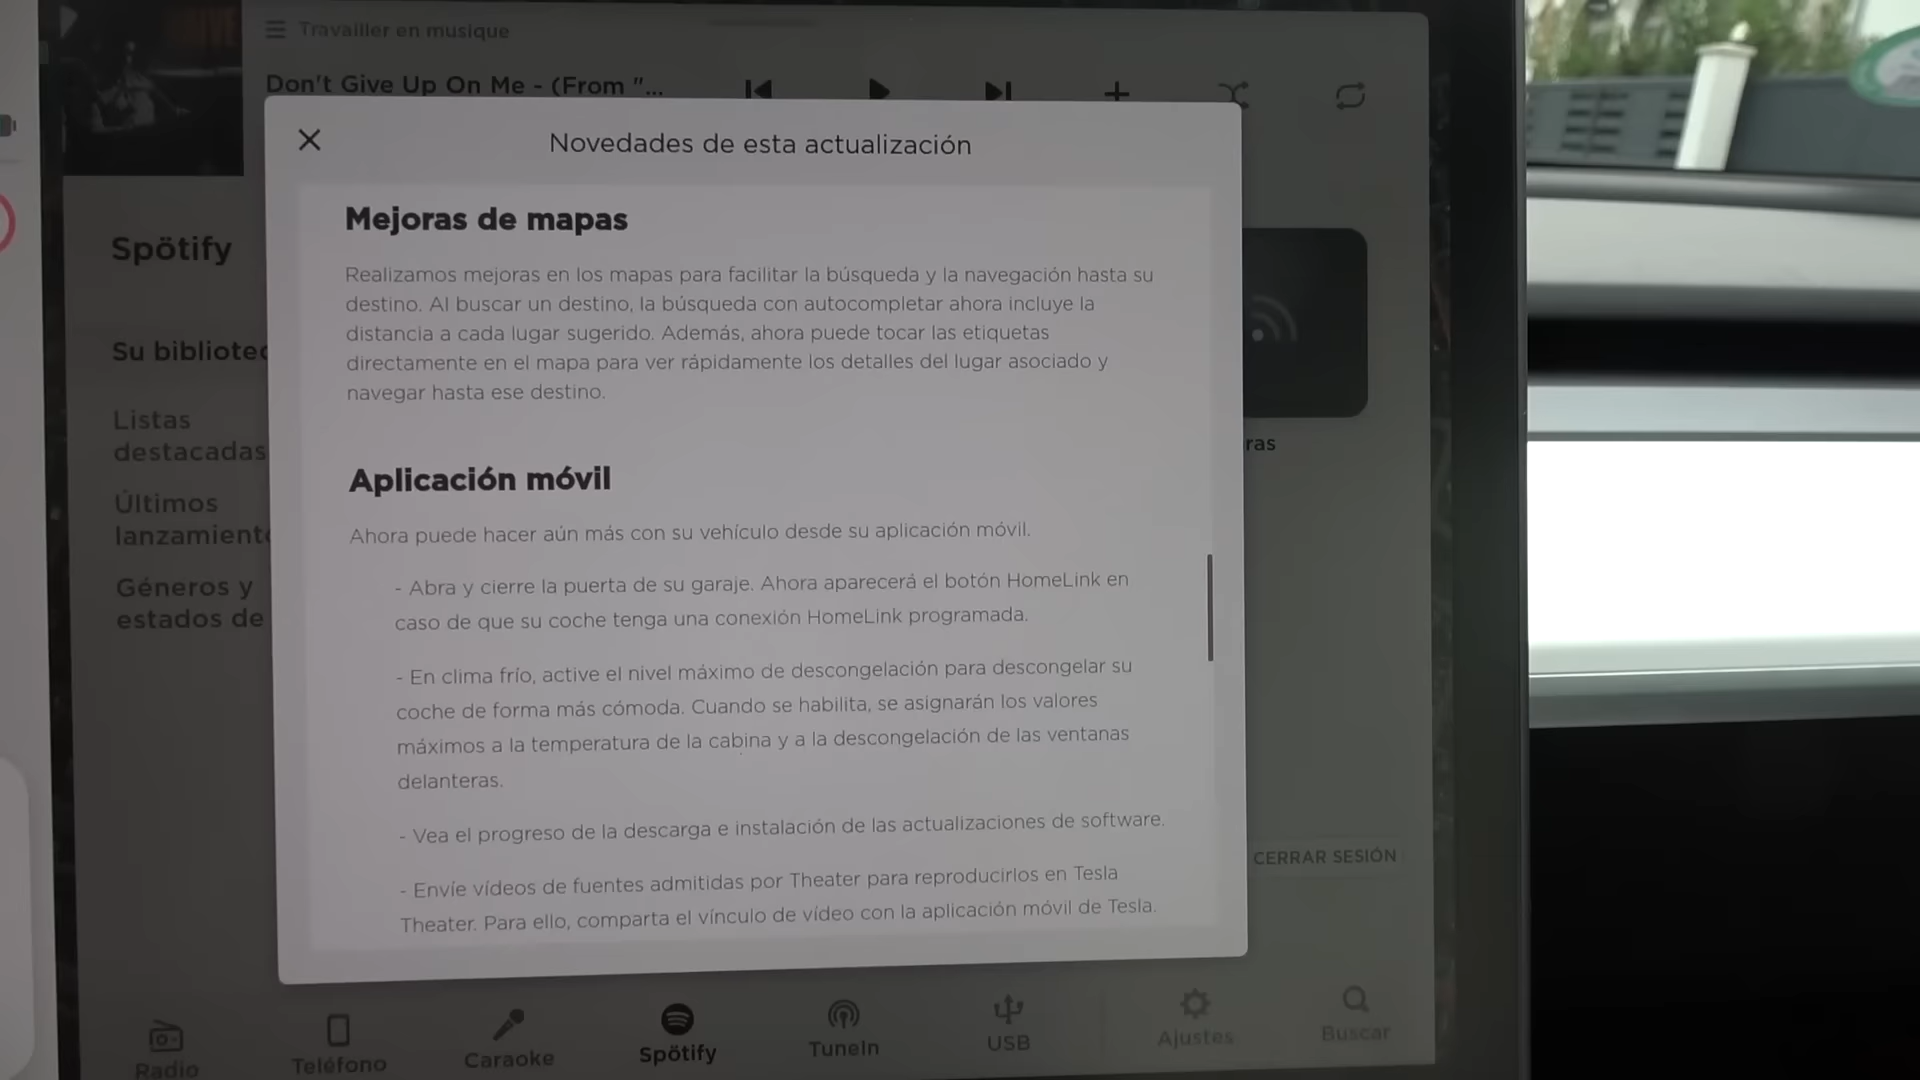 Travailler en musique
Don't Give Up On Me - (From "...
Novedades de esta actualización
Mejoras de mapas
Realizamos mejoras en los mapas para facilitar la búsqueda y la navegación hasta su
destino. Al buscar un destino, la búsqueda con autocompletar ahora incluye la
distancia a cada lugar sugerido. Además, ahora puede tocar las etiquetas
directamente en el mapa para ver rápidamente los detalles del lugar asociado y
navegar hasta ese destino.
Aplicación móvil
Ahora puede hacer aún más con su vehículo desde su aplicación móvil.
- Abra y cierre la puerta de su garaje. Ahora aparecerá el botón HomeLink en
caso de que su coche tenga una conexión HomeLink programada.
- En clima frío, active el nivel máximo de descongelación para descongelar su
coche de forma más cómoda. Cuando se habilita, se asignarán los valores
máximos a la temperatura de la cabina y a la descongelación de las ventanas
delanteras.
- Vea el progreso de la descarga e instalación de las actualizaciones de software.
- Envíe vídeos de fuentes admitidas por Theater para reproducirlos en Tesla
Theater. Para ello, comparta el vínculo de vídeo con la aplicación móvil de Tesla.
Spötify
Su bibliotec
Listas
destacadas
Últimos
lanzamiento
Géneros y
estados de
ras
CERRAR SESIÓN
Radio
Teléfono
Caraoke
Spötify
TuneIn
USB
Ajustes
Buscar